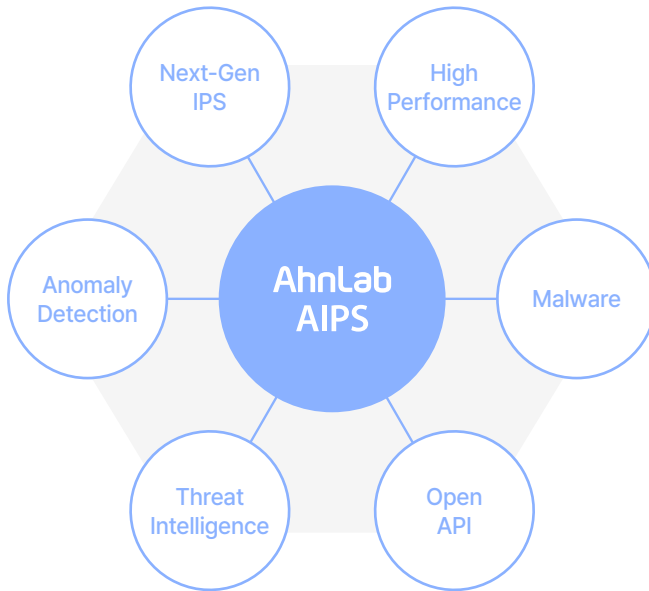 Next-Gen
IPS
High
Performance
Anomaly
Detection
AhnLab
AIPS
Malware
Threat
Intelligence
Open
API